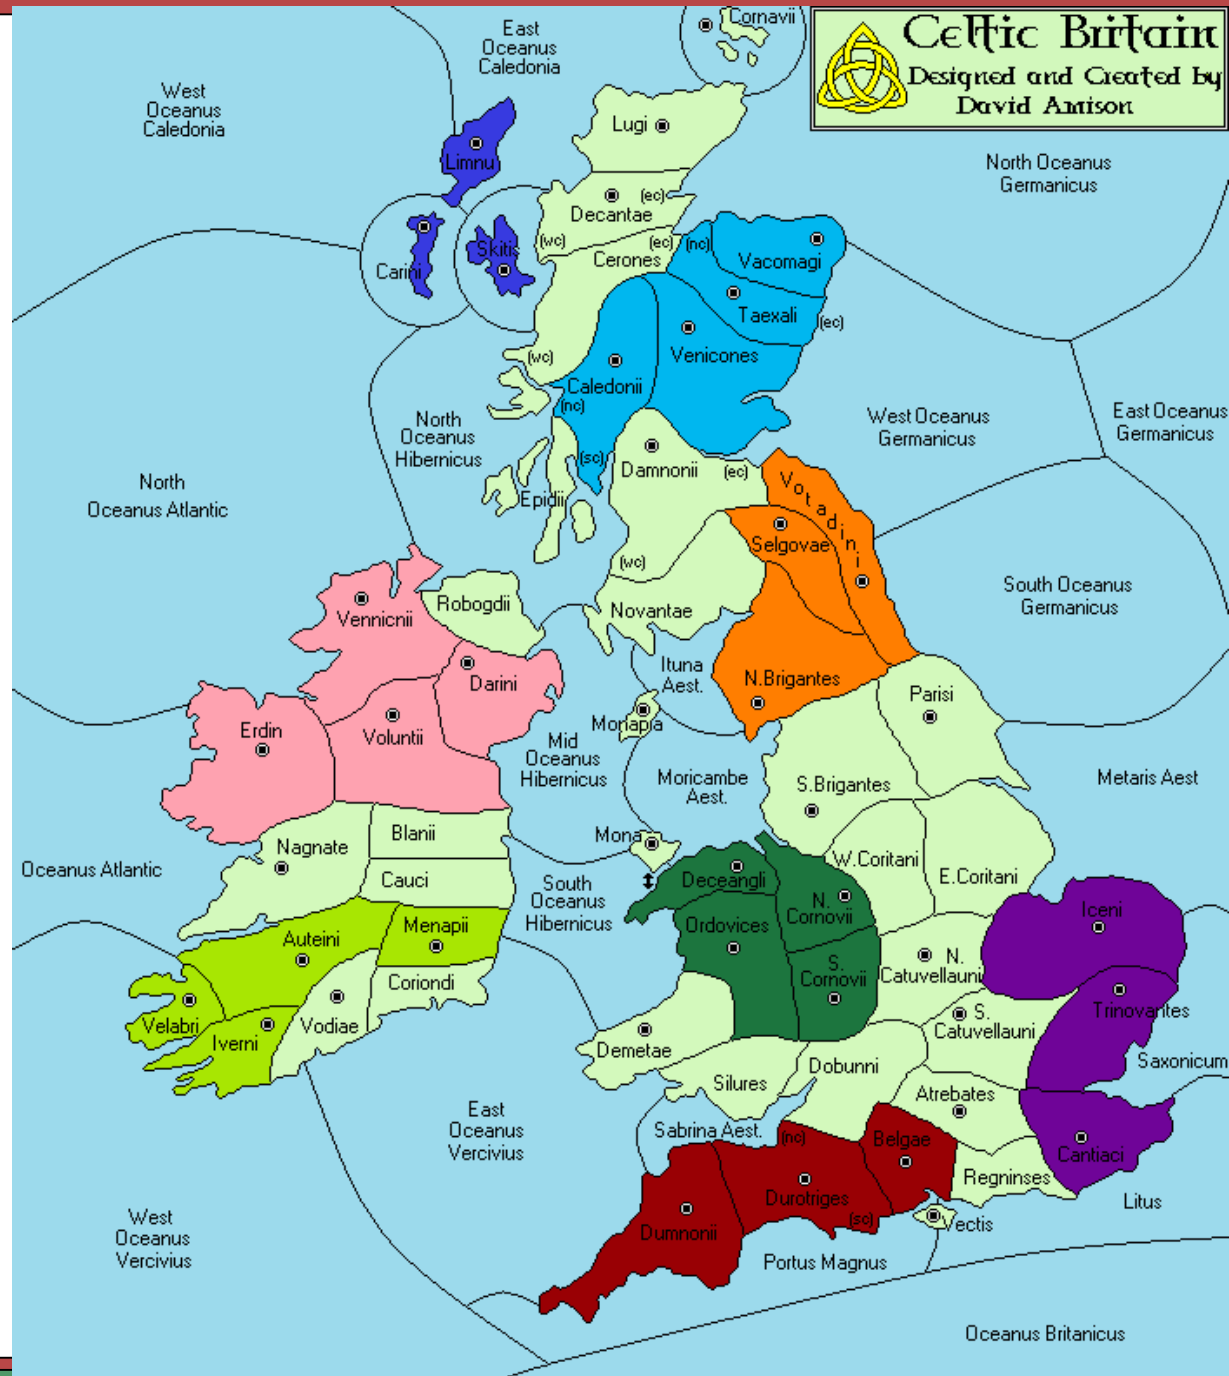 Celtic Britain
Designed and Created by
David Amison
Cornavii
East
Oceanus
Caledonia
West
Oceanus
Caledonia
Lugi
Limnu
North Oceanus
Germanicus
Decantae
(ec)
(wc)
Skitis
Carini
Cerones
(ec)
(nc)
Vacomagi
Taexali
(ec)
Venicones
(wc)
Caledonii
(nc)
North
Oceanus
Hibernicus
West Oceanus
Germanicus
East Oceanus
Germanicus
(sc)
Damnonii
(ec)
Epidii
North
Oceanus Atlantic
Votadini
Selgovae
(wc)
Novantae
Vennicnii
Robogdii
South Oceanus
Germanicus
Ituna
Aest.
Darini
N.Brigantes
Parisi
Erdin
Voluntii
Monapia
Mid
Oceanus
Hibernicus
Moricambe
Aest.
S.Brigantes
Metaris Aest
Blanii
Nagnate
Mona
W.Coritani
Oceanus Atlantic
Cauci
South
Oceanus
Hibernicus
Deceangli
E.Coritani
N.
Cornovii
Iceni
Menapii
Auteini
Ordovices
N.
Catuvellauni
S.
Cornovii
Coriondi
Velabri
Iverni
Vodiae
Trinovantes
S.
Catuvellauni
Demetae
Silures
Dobunni
Saxonicum
Atrebates
East
Oceanus
Vercivius
Sabrina Aest.
(nc)
Belgae
Cantiaci
Regninses
Durotriges
(sc)
Litus
Vectis
Dumnonii
West
Oceanus
Vercivius
Portus Magnus
Oceanus Britanicus